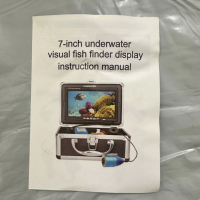 7-inch underwater
visual fish finder display
instruction manual